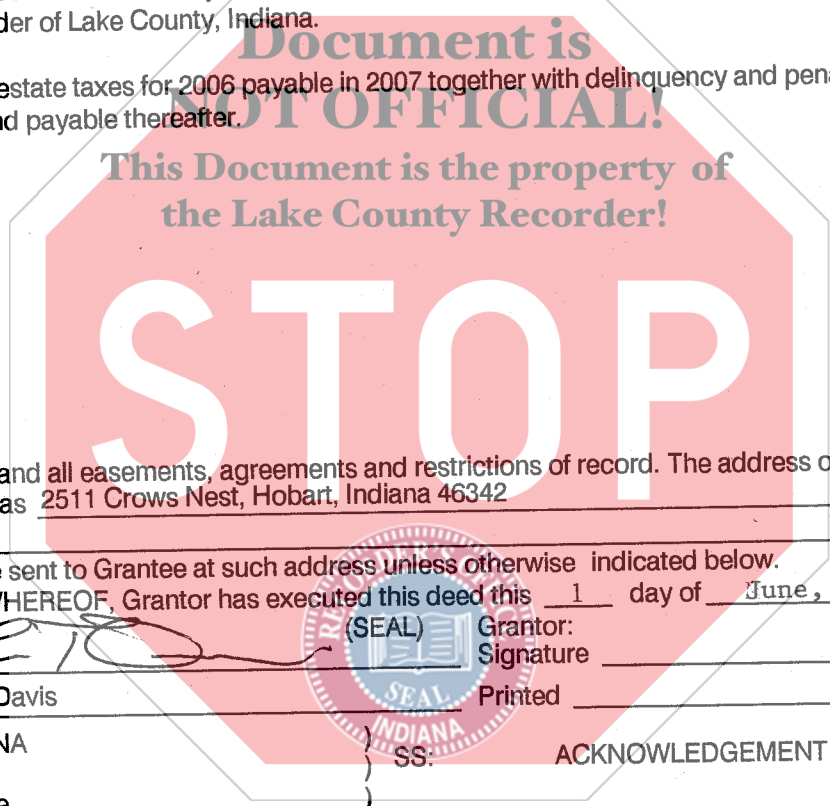 der of Lake County, Indiana.
Document is
estate taxes for 2006 payable in 2007 together with delinquency and pena
NOT OFFICIAL!
nd payable thereafter.
This Document is the property of
the Lake County Recorder!
STOP
and all easements, agreements and restrictions of record. The address o
as 2511 Crows Nest, Hobart, Indiana 46342
e sent to Grantee at such address unless otherwise indicated below.
WHEREOF, Grantor has executed this deed this 1 day of June,
(SEAL) Grantor:
Signature
Davis Printed
NA
SS: ACKNOWLEDGEMENT
RECORDER'S OFFICE
SEAL
INDIANA